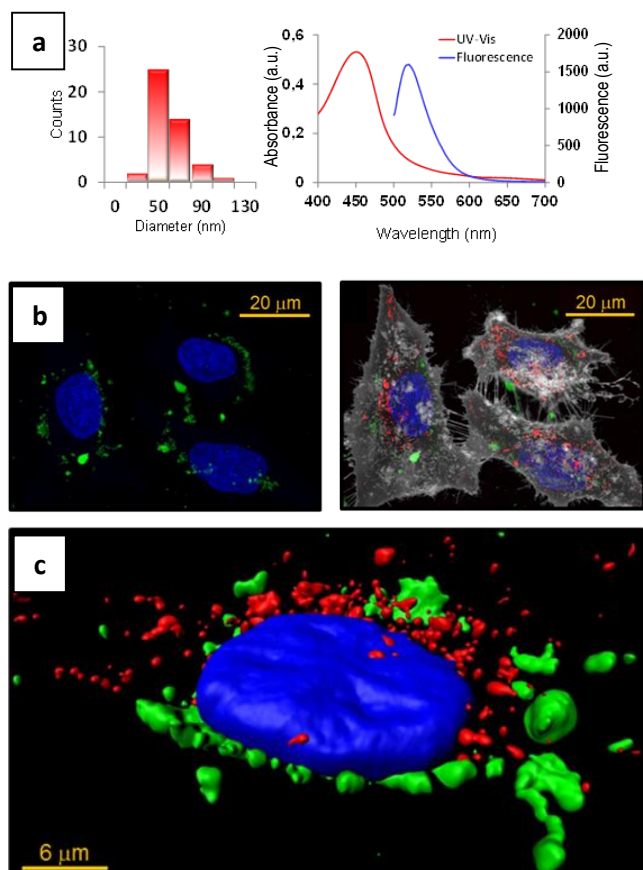 a
30
20
10
0
Counts
0 50 90 130
Diameter (nm)
UV-Vis
Fluorescence
0,6
0,4
0,2
0
Absorbance (a.u.)
2000
1500
1000
500
0
Fluorescence (a.u.)
400 450 500 550 600 650 700
Wavelength (nm)
b
20 μm
20 μm
c
6 μm